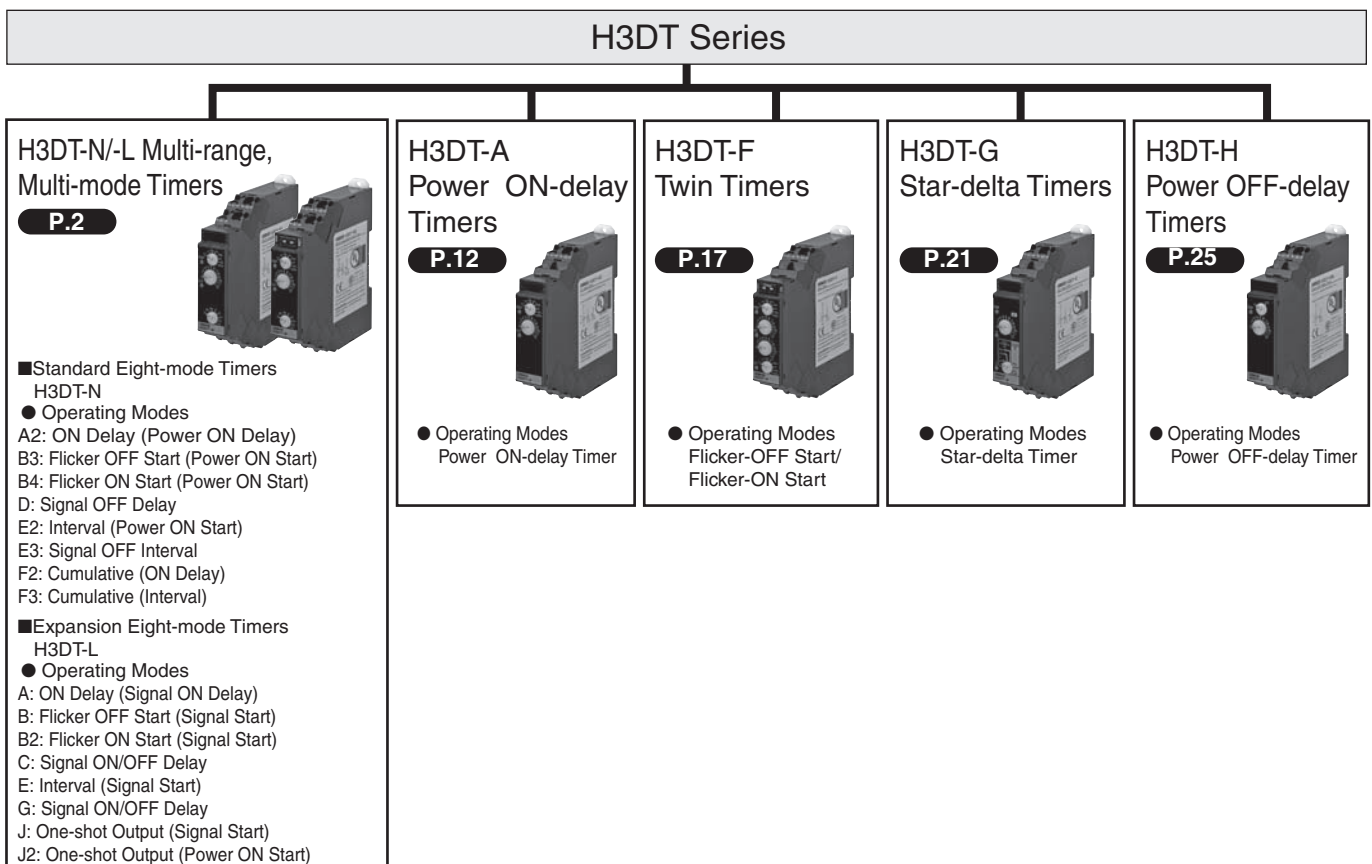 H3DT Series
H3DT-N/-L Multi-range,
Multi-mode Timers
P.2
■Standard Eight-mode Timers
H3DT-N
● Operating Modes
A2: ON Delay (Power ON Delay)
B3: Flicker OFF Start (Power ON Start)
B4: Flicker ON Start (Power ON Start)
D: Signal OFF Delay
E2: Interval (Power ON Start)
E3: Signal OFF Interval
F2: Cumulative (ON Delay)
F3: Cumulative (Interval)
■Expansion Eight-mode Timers
H3DT-L
● Operating Modes
A: ON Delay (Signal ON Delay)
B: Flicker OFF Start (Signal Start)
B2: Flicker ON Start (Signal Start)
C: Signal ON/OFF Delay
E: Interval (Signal Start)
G: Signal ON/OFF Delay
J: One-shot Output (Signal Start)
J2: One-shot Output (Power ON Start)
H3DT-A
Power ON-delay
Timers
P.12
● Operating Modes
Power ON-delay Timer
H3DT-F
Twin Timers
P.17
● Operating Modes
Flicker-OFF Start/
Flicker-ON Start
H3DT-G
Star-delta Timers
P.21
● Operating Modes
Star-delta Timer
H3DT-H
Power OFF-delay
Timers
P.25
● Operating Modes
Power OFF-delay Timer